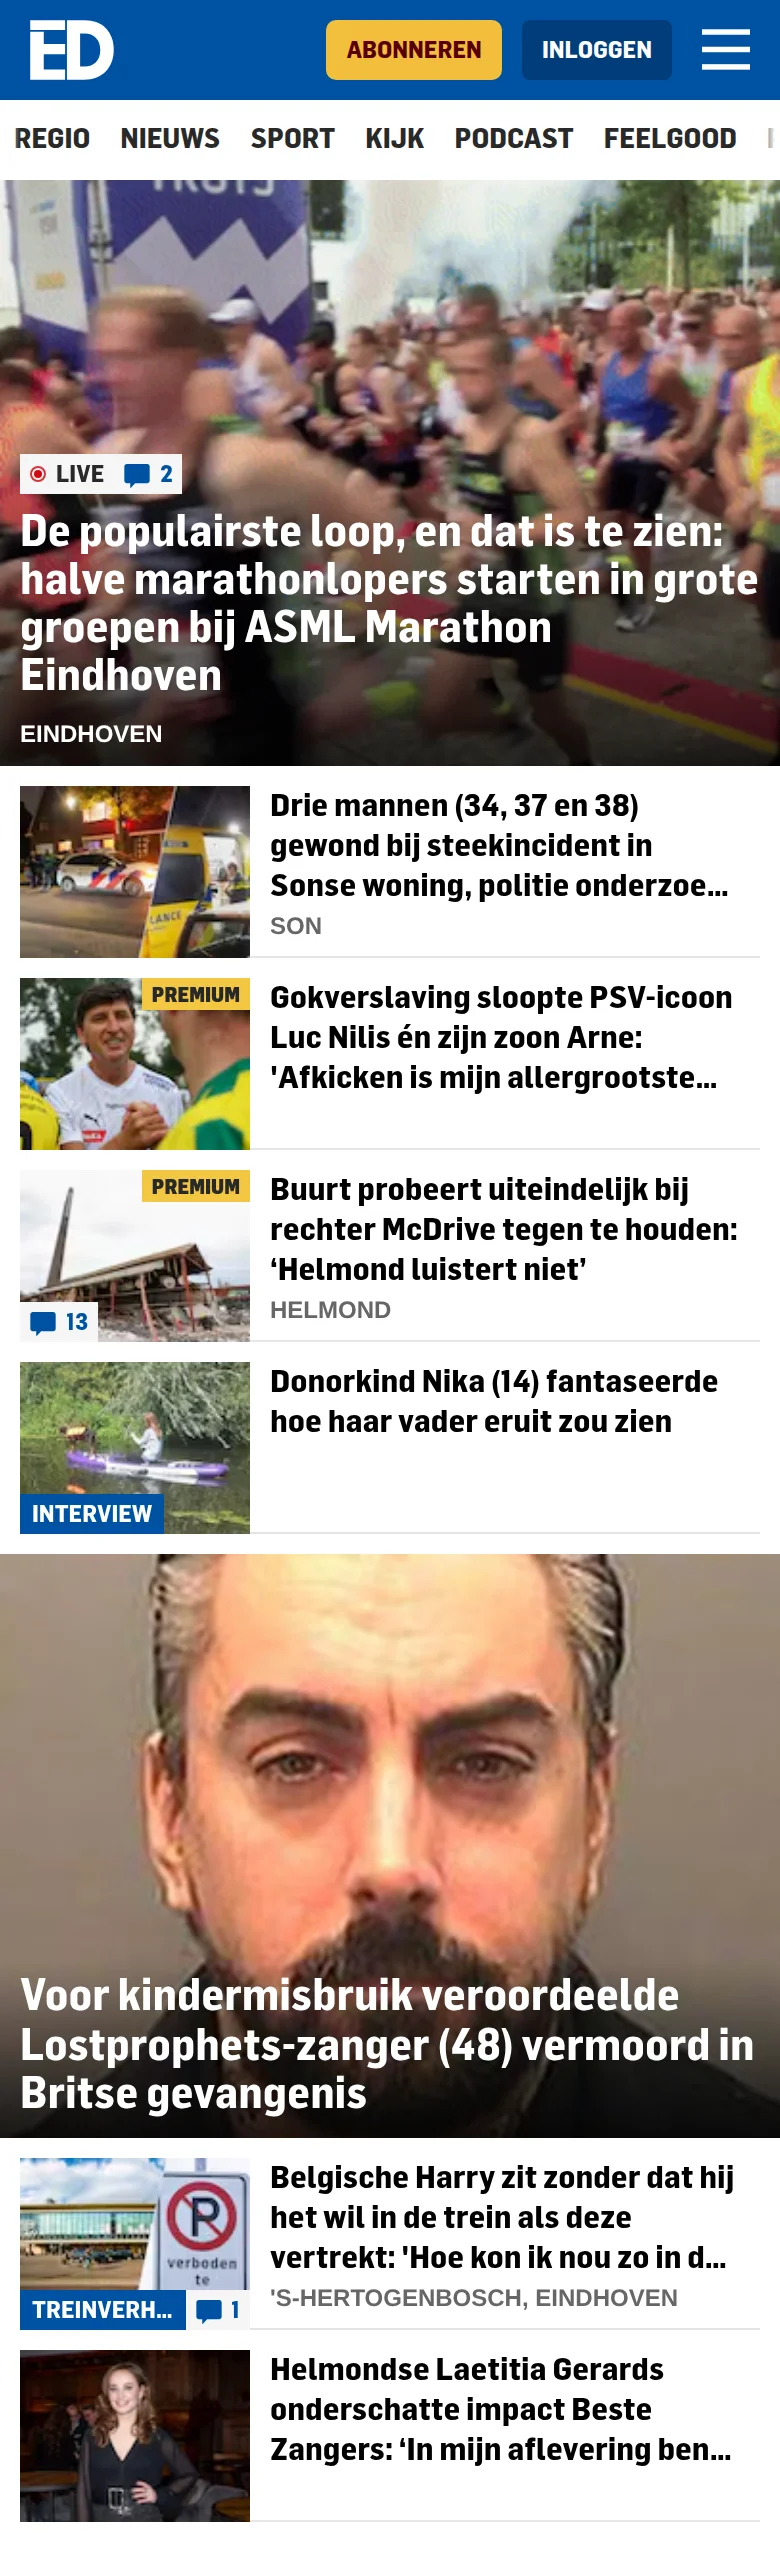 ED
ABONNEREN
INLOGGEN
REGIO NIEUWS SPORT KIJK PODCAST FEELGOOD
LIVE 2
De populairste loop, en dat is te zien:
halve marathonlopers starten in grote
groepen bij ASML Marathon
Eindhoven
EINDHOVEN
Drie mannen (34, 37 en 38)
gewond bij steekincident in
Sonse woning, politie onderzoe...
SON
LANCE
PREMIUM
Gokverslaving sloopte PSV-icoon
Luc Nilis én zijn zoon Arne:
'Afkicken is mijn allergrootste...
PREMIUM
13
Buurt probeert uiteindelijk bij
rechter McDrive tegen te houden:
‘Helmond luistert niet’
HELMOND
INTERVIEW
Donorkind Nika (14) fantaseerde
hoe haar vader eruit zou zien
Voor kindermisbruik veroordeelde
Lostprophets-zanger (48) vermoord in
Britse gevangenis
P
verboden
te
TREINVERH... 1
Belgische Harry zit zonder dat hij
het wil in de trein als deze
vertrekt: 'Hoe kon ik nou zo in d...
'S-HERTOGENBOSCH, EINDHOVEN
Helmondse Laetitia Gerards
onderschatte impact Beste
Zangers: ‘In mijn aflevering ben...